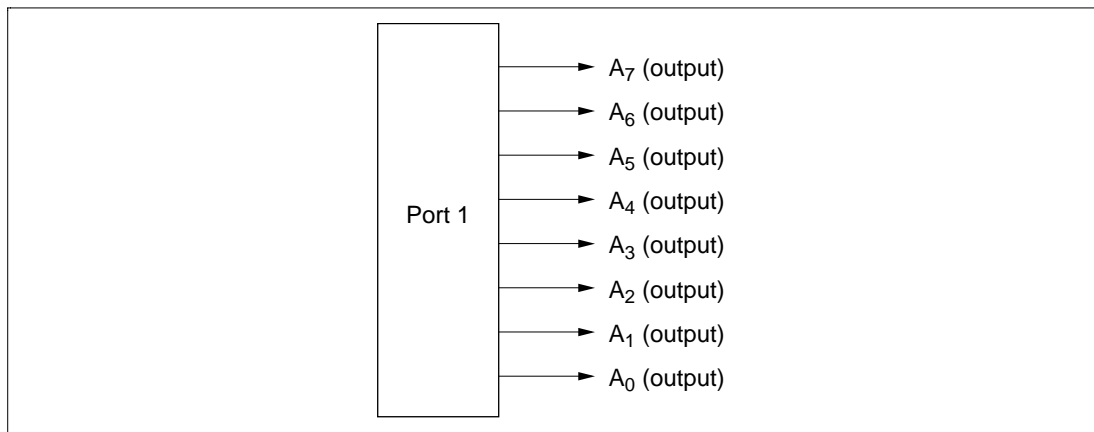 A7 (output)
A6 (output)
A5 (output)
A4 (output)
Port 1
A3 (output)
A2 (output)
A1 (output)
A0 (output)